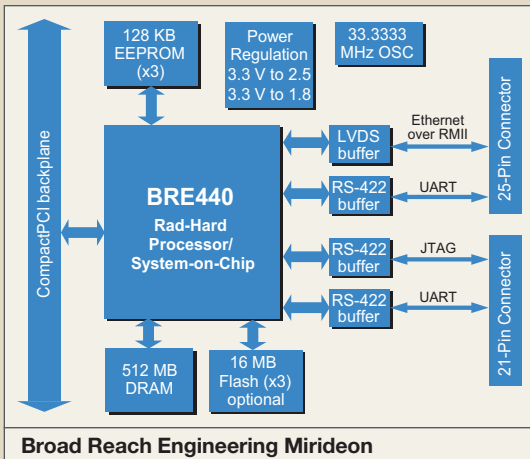 128 KB
EEPROM
(x3)
Power
Regulation
3.3 V to 2.5
3.3 V to 1.8
33.3333
MHz OSC
CompactPCI backplane
BRE440
Rad-Hard
Processor/
System-on-Chip
LVDS
buffer
Ethernet
over RMII
RS-422
buffer
UART
25-Pin Connector
RS-422
buffer
JTAG
RS-422
buffer
UART
21-Pin Connector
512 MB
DRAM
16 MB
Flash (x3)
optional
Broad Reach Engineering Mirideon